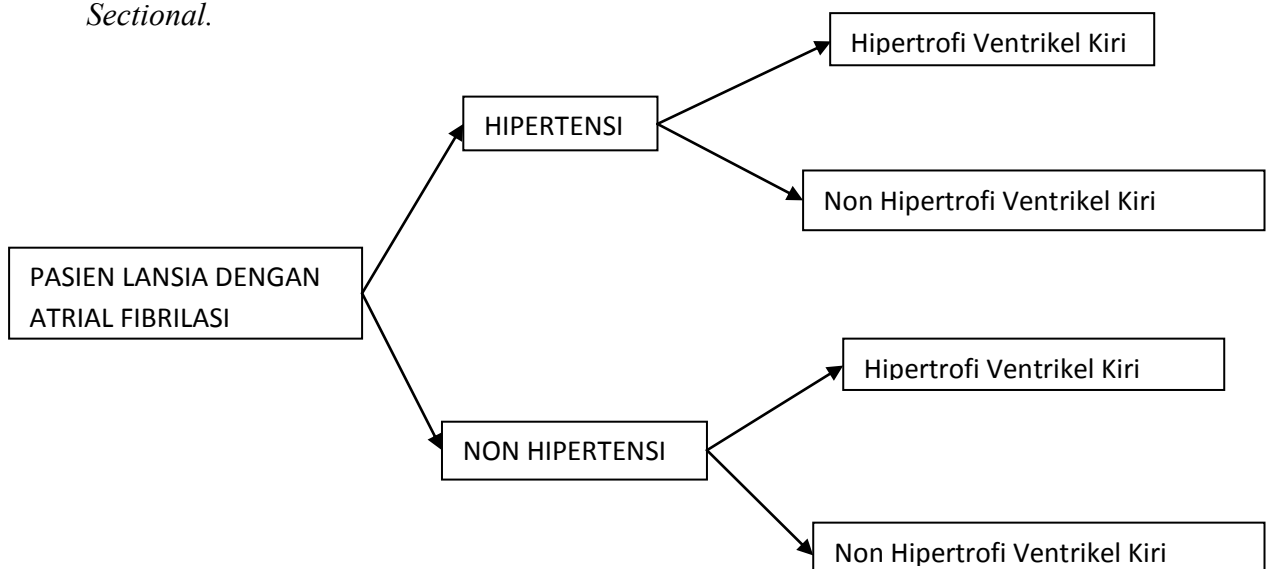 Sectional.
Hipertrofi Ventrikel Kiri
HIPERTENSI
Non Hipertrofi Ventrikel Kiri
PASIEN LANSIA DENGAN
ATRIAL FIBRILASI
Hipertrofi Ventrikel Kiri
NON HIPERTENSI
Non Hipertrofi Ventrikel Kiri